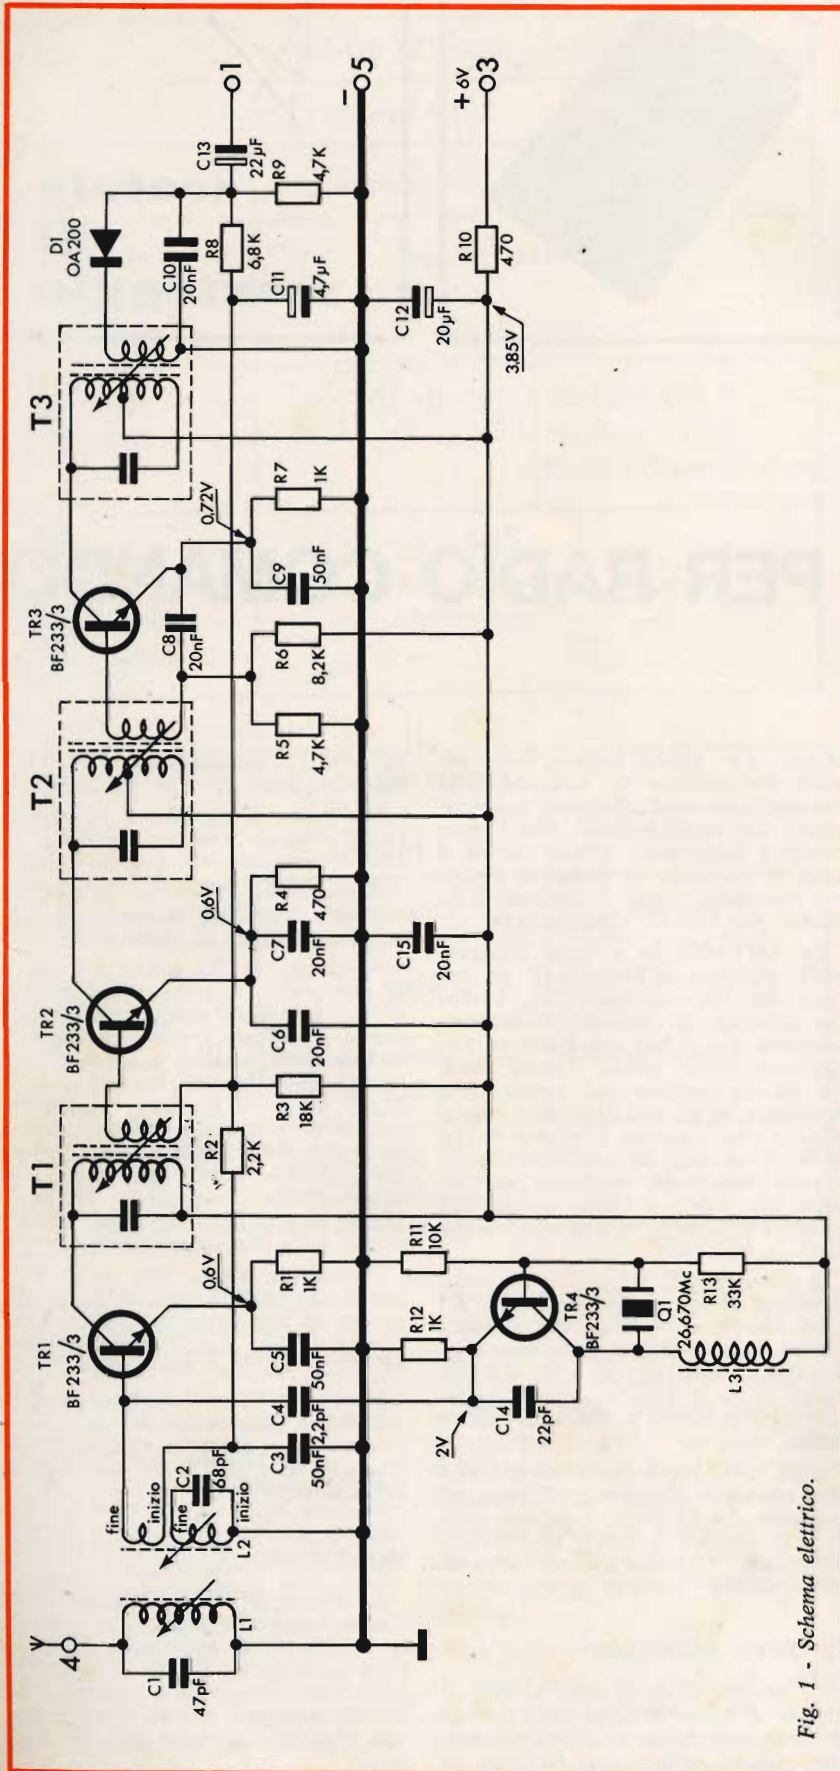 PER RADIO COMA
4
C1
47pF
L1
fine
inizio
fine
inizio
C2
68pF
L2
C3
50nF
C4
2,2pF
C5
50nF
TR1
BF233/3
0,6V
R1
1K
T1
R2
2,2K
R3
18K
TR2
BF233/3
C6
20nF
C7
20nF
0,6V
R4
470
C15
20nF
T2
R5
4,7K
R6
8,2K
C8
20nF
TR3
BF233/3
C9
50nF
0,72V
R7
1K
T3
D1
OA200
C10
20nF
R8
6,8K
C11
4,7µF
C12
20µF
3,85V
C13
22µF
R9
4,7K
R10
470
1
– 5
+6V 3
2V
C14
22pF
R12
1K
R11
10K
TR4
BF233/3
Q1
26,670Mc
R13
33K
L3
Fig. 1 - Schema elettrico.